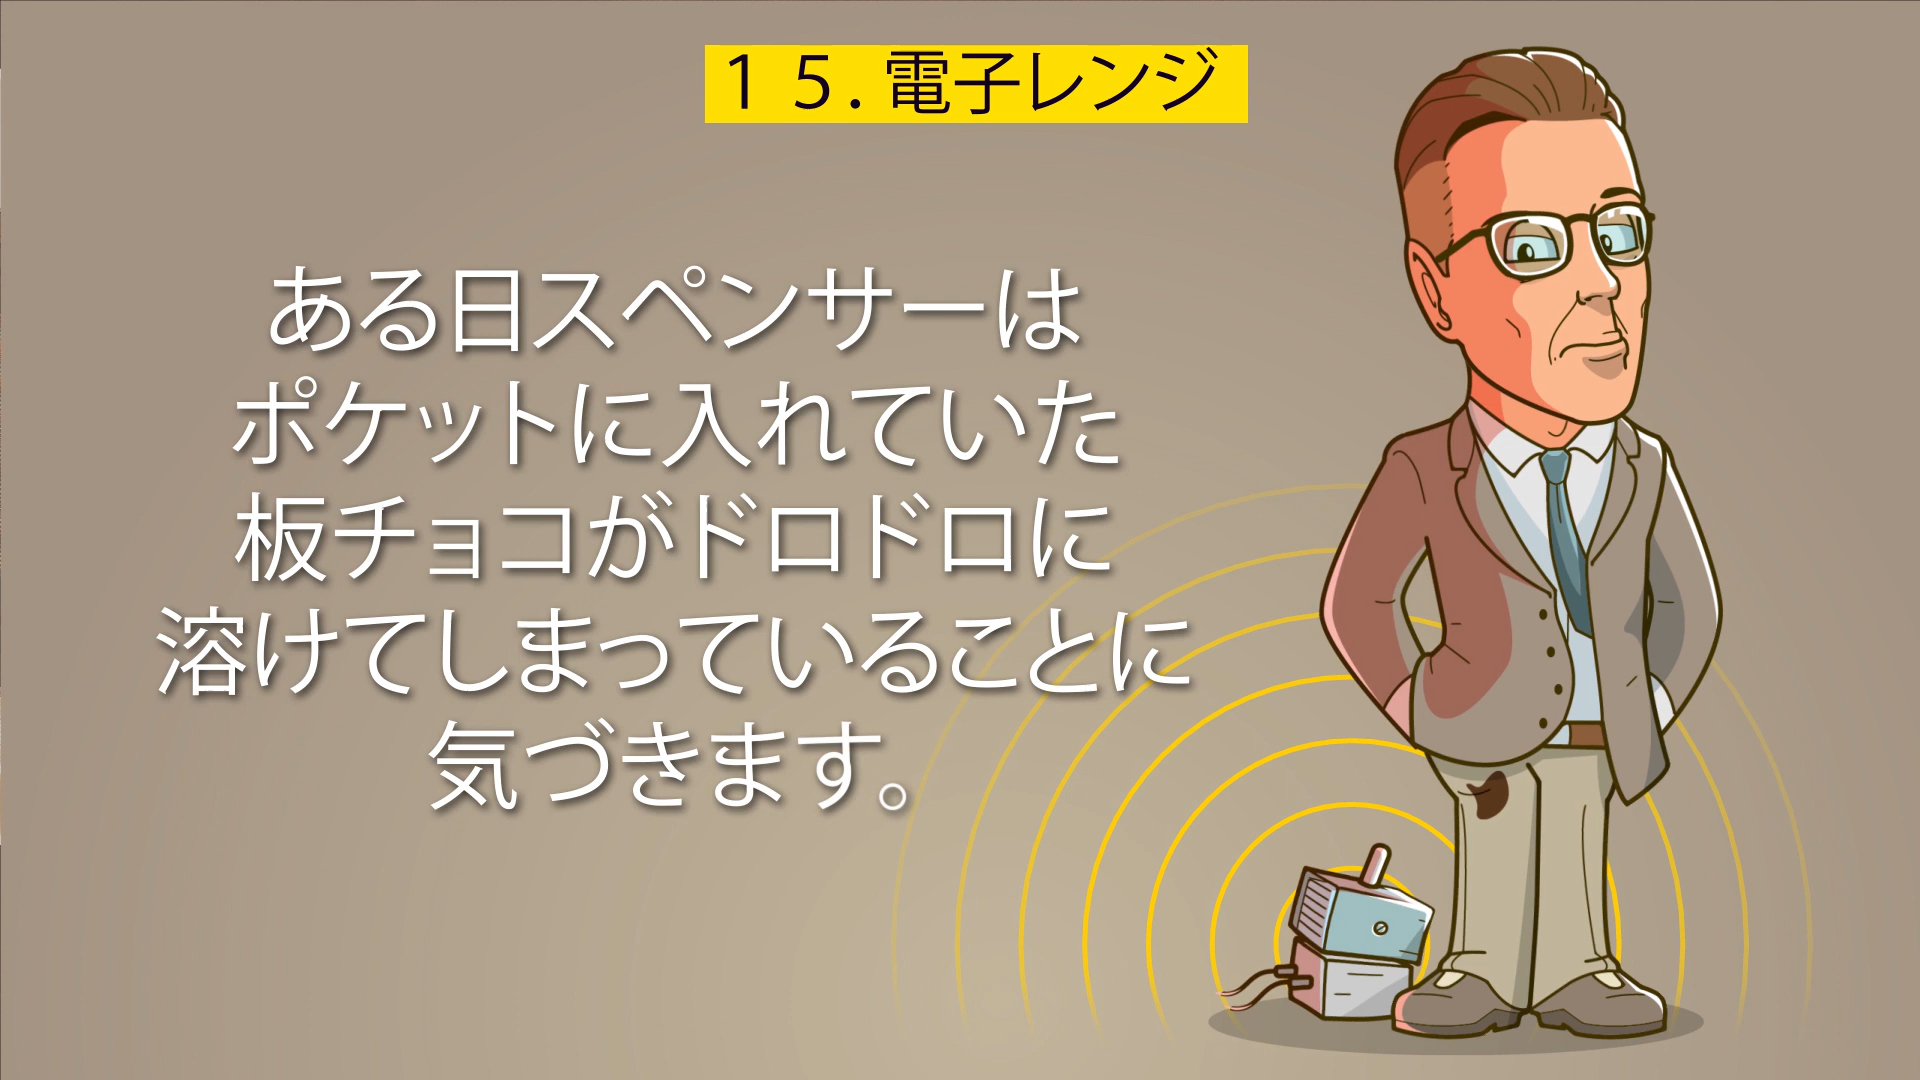 １５.電子レンジ
ある日スペンサーは
ポケットに入れていた
板チョコがドロドロに
溶けてしまっていることに
気づきます。